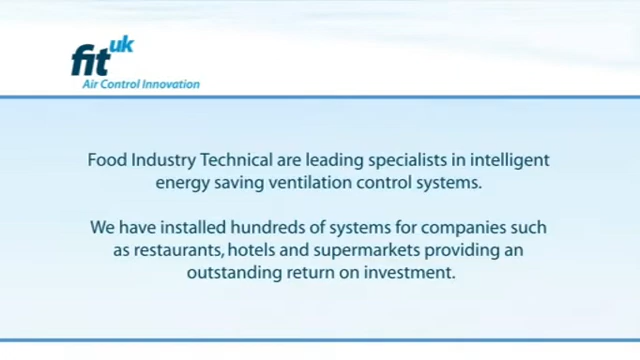 fit uk
Air Control Innovation
Food Industry Technical are leading specialists in intelligent
energy saving ventilation control systems.
We have installed hundreds of systems for companies such
as restaurants, hotels and supermarkets providing an
outstanding return on investment.